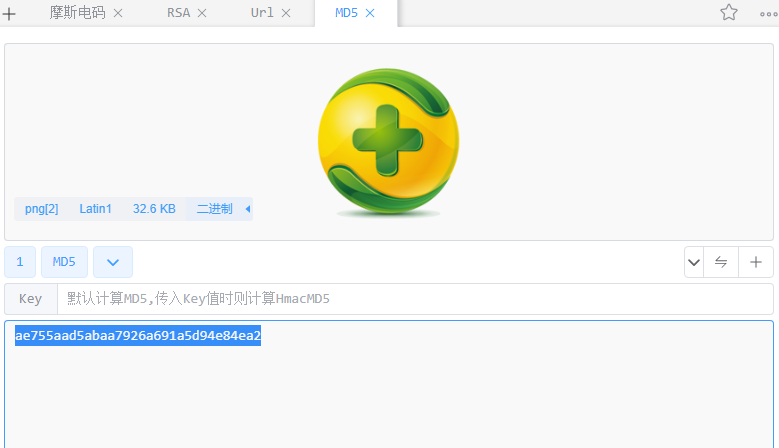 摩斯电码 RSA Url MD5
png[2] Latin1 32.6 KB 二进制
1 MD5
Key 默认计算MD5,传入Key值时则计算HmacMD5
ae755aad5abaa7926a691a5d94e84ea2